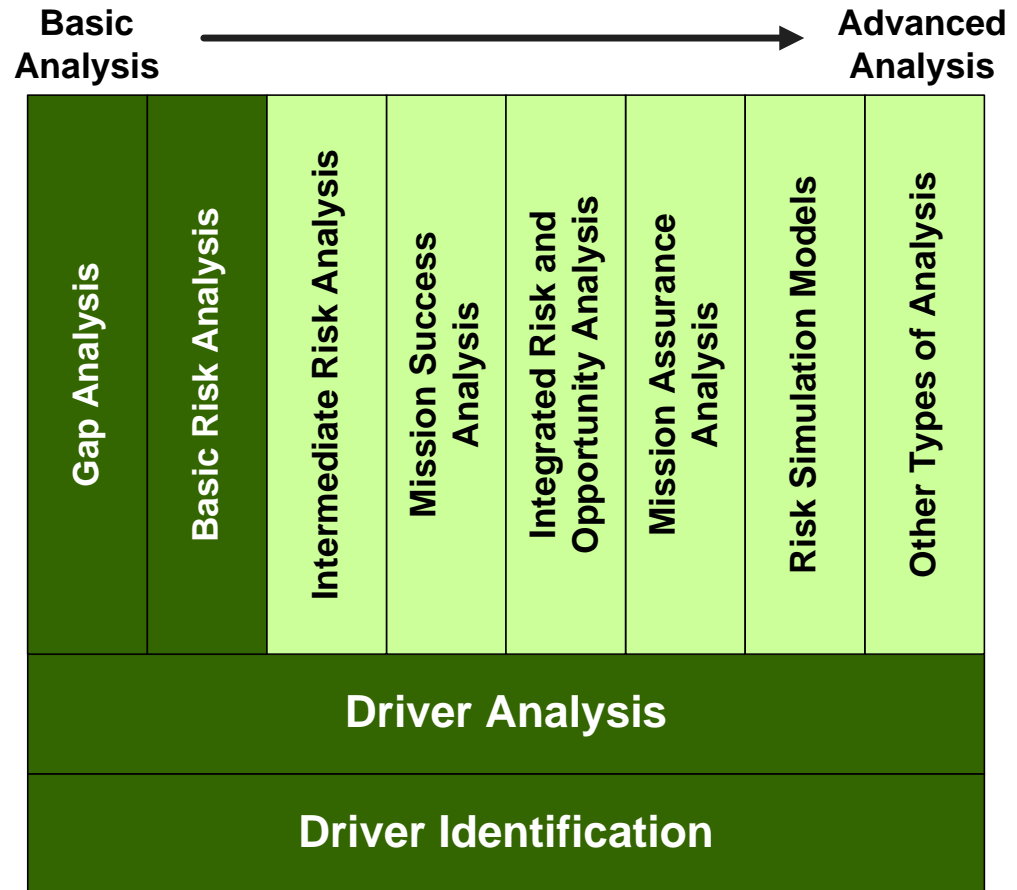 Basic
Analysis
Advanced
Analysis
Gap Analysis
Basic Risk Analysis
Intermediate Risk Analysis
Mission Success
Analysis
Integrated Risk and
Opportunity Analysis
Mission Assurance
Analysis
Risk Simulation Models
Other Types of Analysis
Driver Analysis
Driver Identification